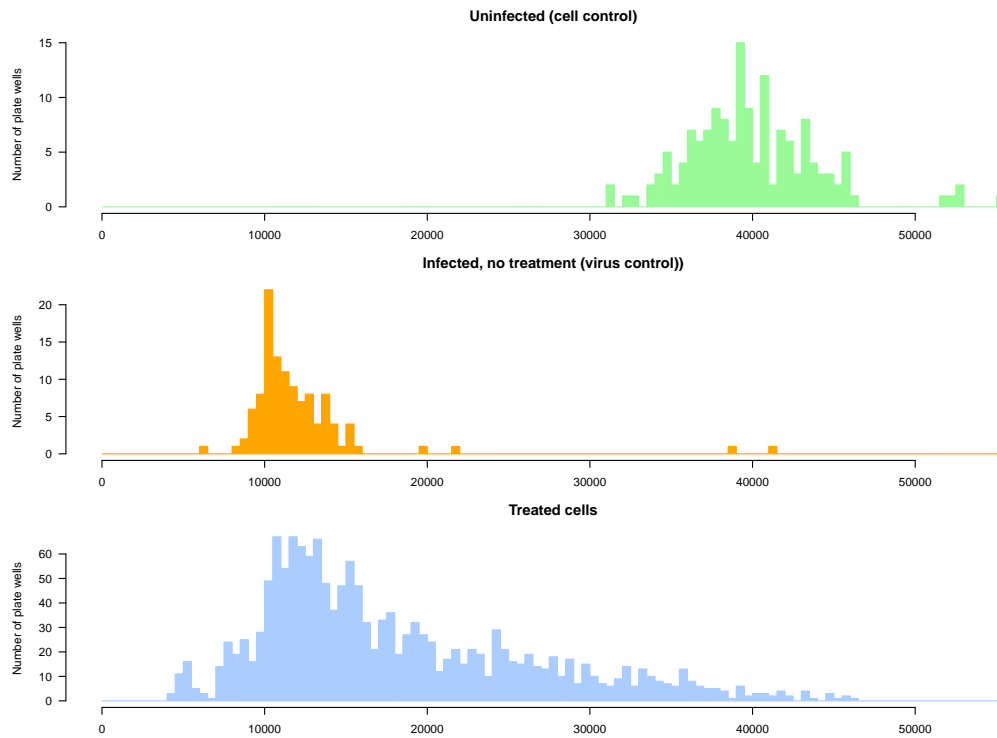 Uninfected (cell control)
Number of plate wells
15
10
5
0
0 10000 20000 30000 40000 50000
Infected, no treatment (virus control))
Number of plate wells
20
15
10
5
0
0 10000 20000 30000 40000 50000
Treated cells
Number of plate wells
60
50
40
30
20
10
0
0 10000 20000 30000 40000 50000